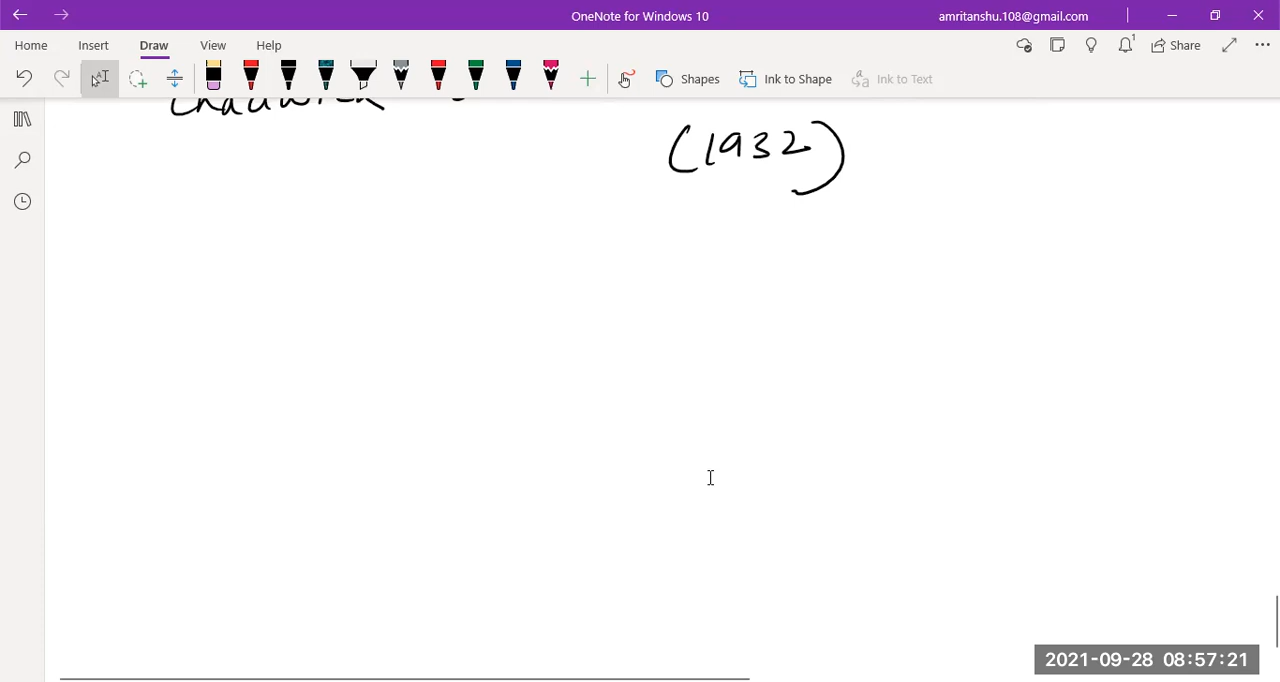 OneNote for Windows 10
amritanshu.108@gmail.com
Home Insert Draw View Help
Share
Shapes Ink to Shape Ink to Text
Chadwick
(1932)
2021-09-28 08:57:21